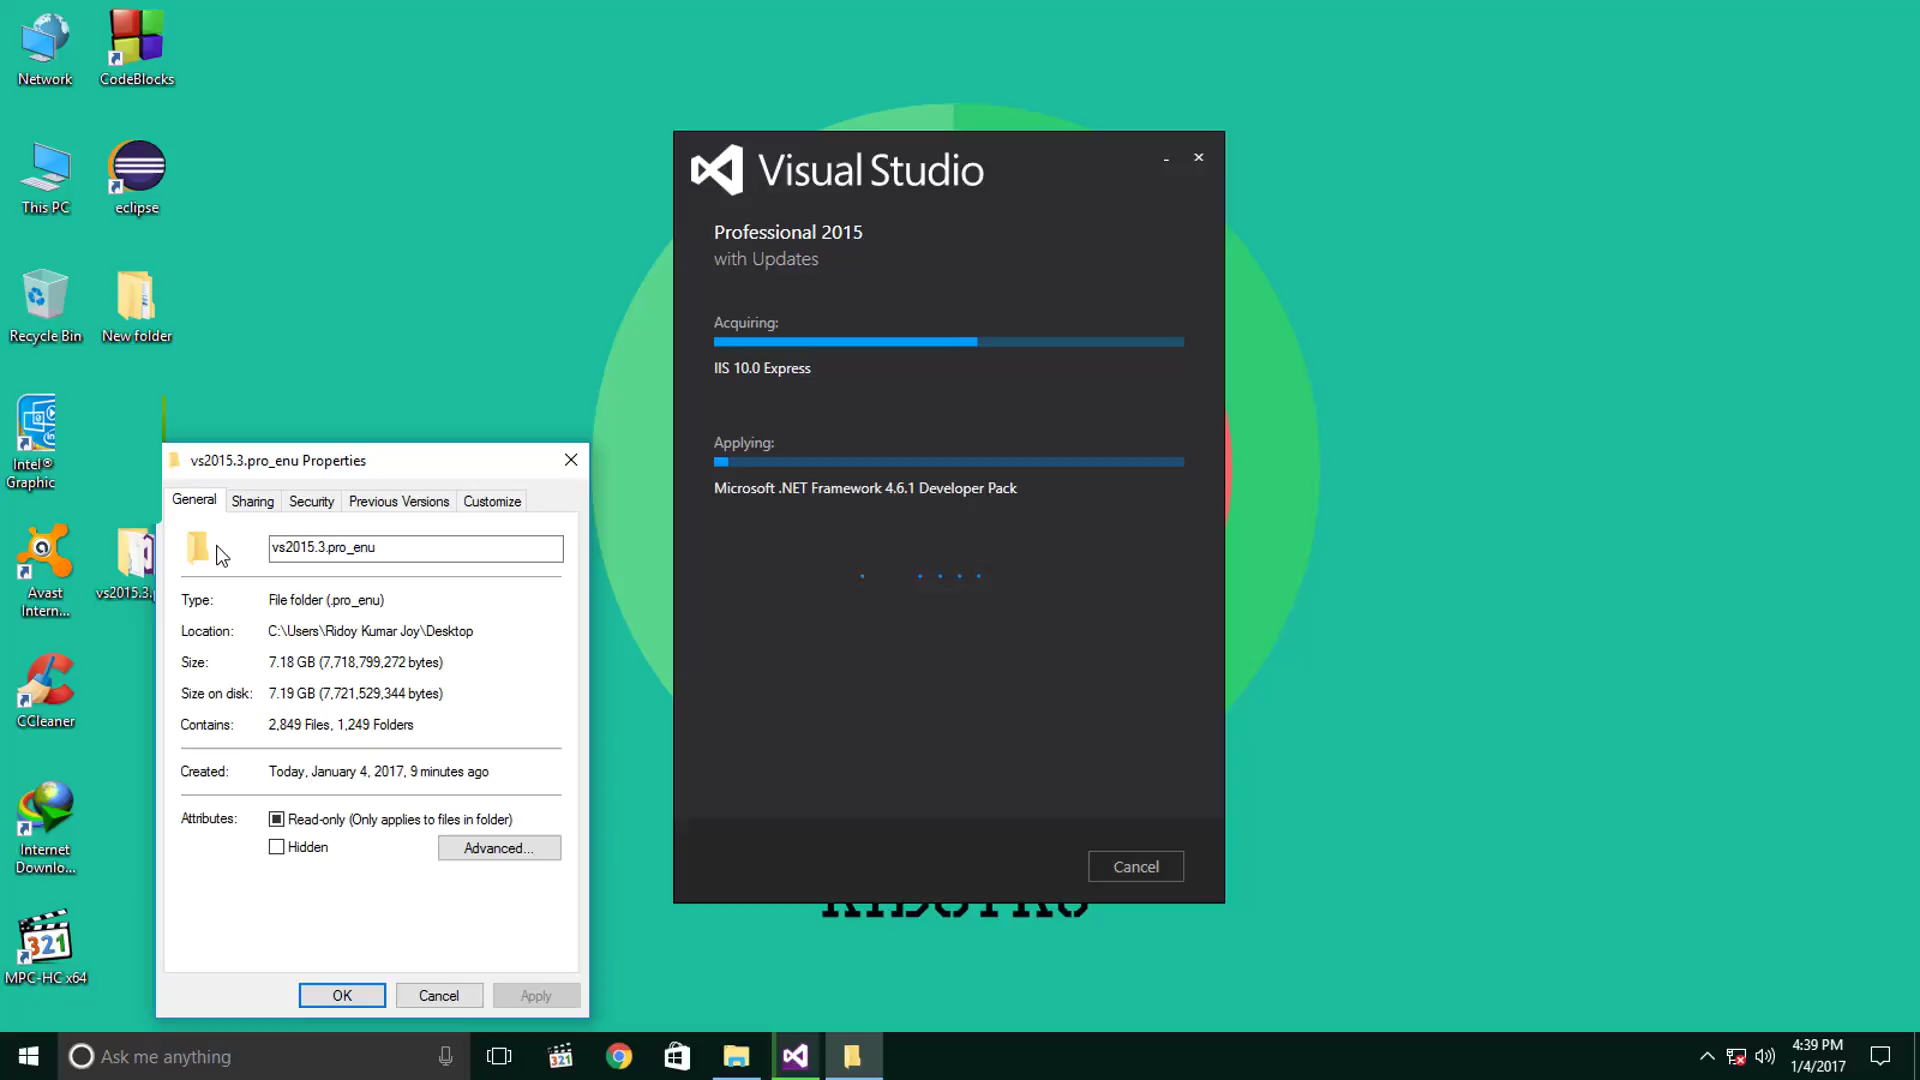 Network
CodeBlocks
This PC
eclipse
Recycle Bin
New folder
Intel®
Graphic
Avast
Intern...
vs2015.3.p
CCleaner
Internet
Downlo...
MPC-HC x64
vs2015.3.pro_enu Properties
General
Sharing
Security
Previous Versions
Customize
vs2015.3.pro_enu
Type:
File folder (.pro_enu)
Location:
C:\Users\Ridoy Kumar Joy\Desktop
Size:
7.18 GB (7,718,799,272 bytes)
Size on disk:
7.19 GB (7,721,529,344 bytes)
Contains:
2,849 Files, 1,249 Folders
Created:
Today, January 4, 2017, 9 minutes ago
Attributes:
Read-only (Only applies to files in folder)
Hidden
Advanced...
OK
Cancel
Apply
Visual Studio
Professional 2015
with Updates
Acquiring:
IIS 10.0 Express
Applying:
Microsoft .NET Framework 4.6.1 Developer Pack
Cancel
Ask me anything
4:39 PM
1/4/2017